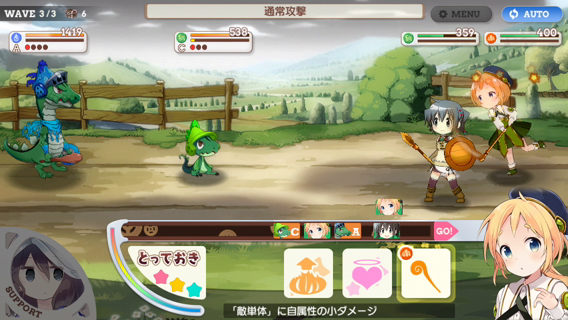 WAVE 3/3 6
通常攻撃
MENU
AUTO
1419
A
538
C
359
400
C
A
GO!
とっておき
SUPPORT
「敵単体」に自属性の小ダメージ